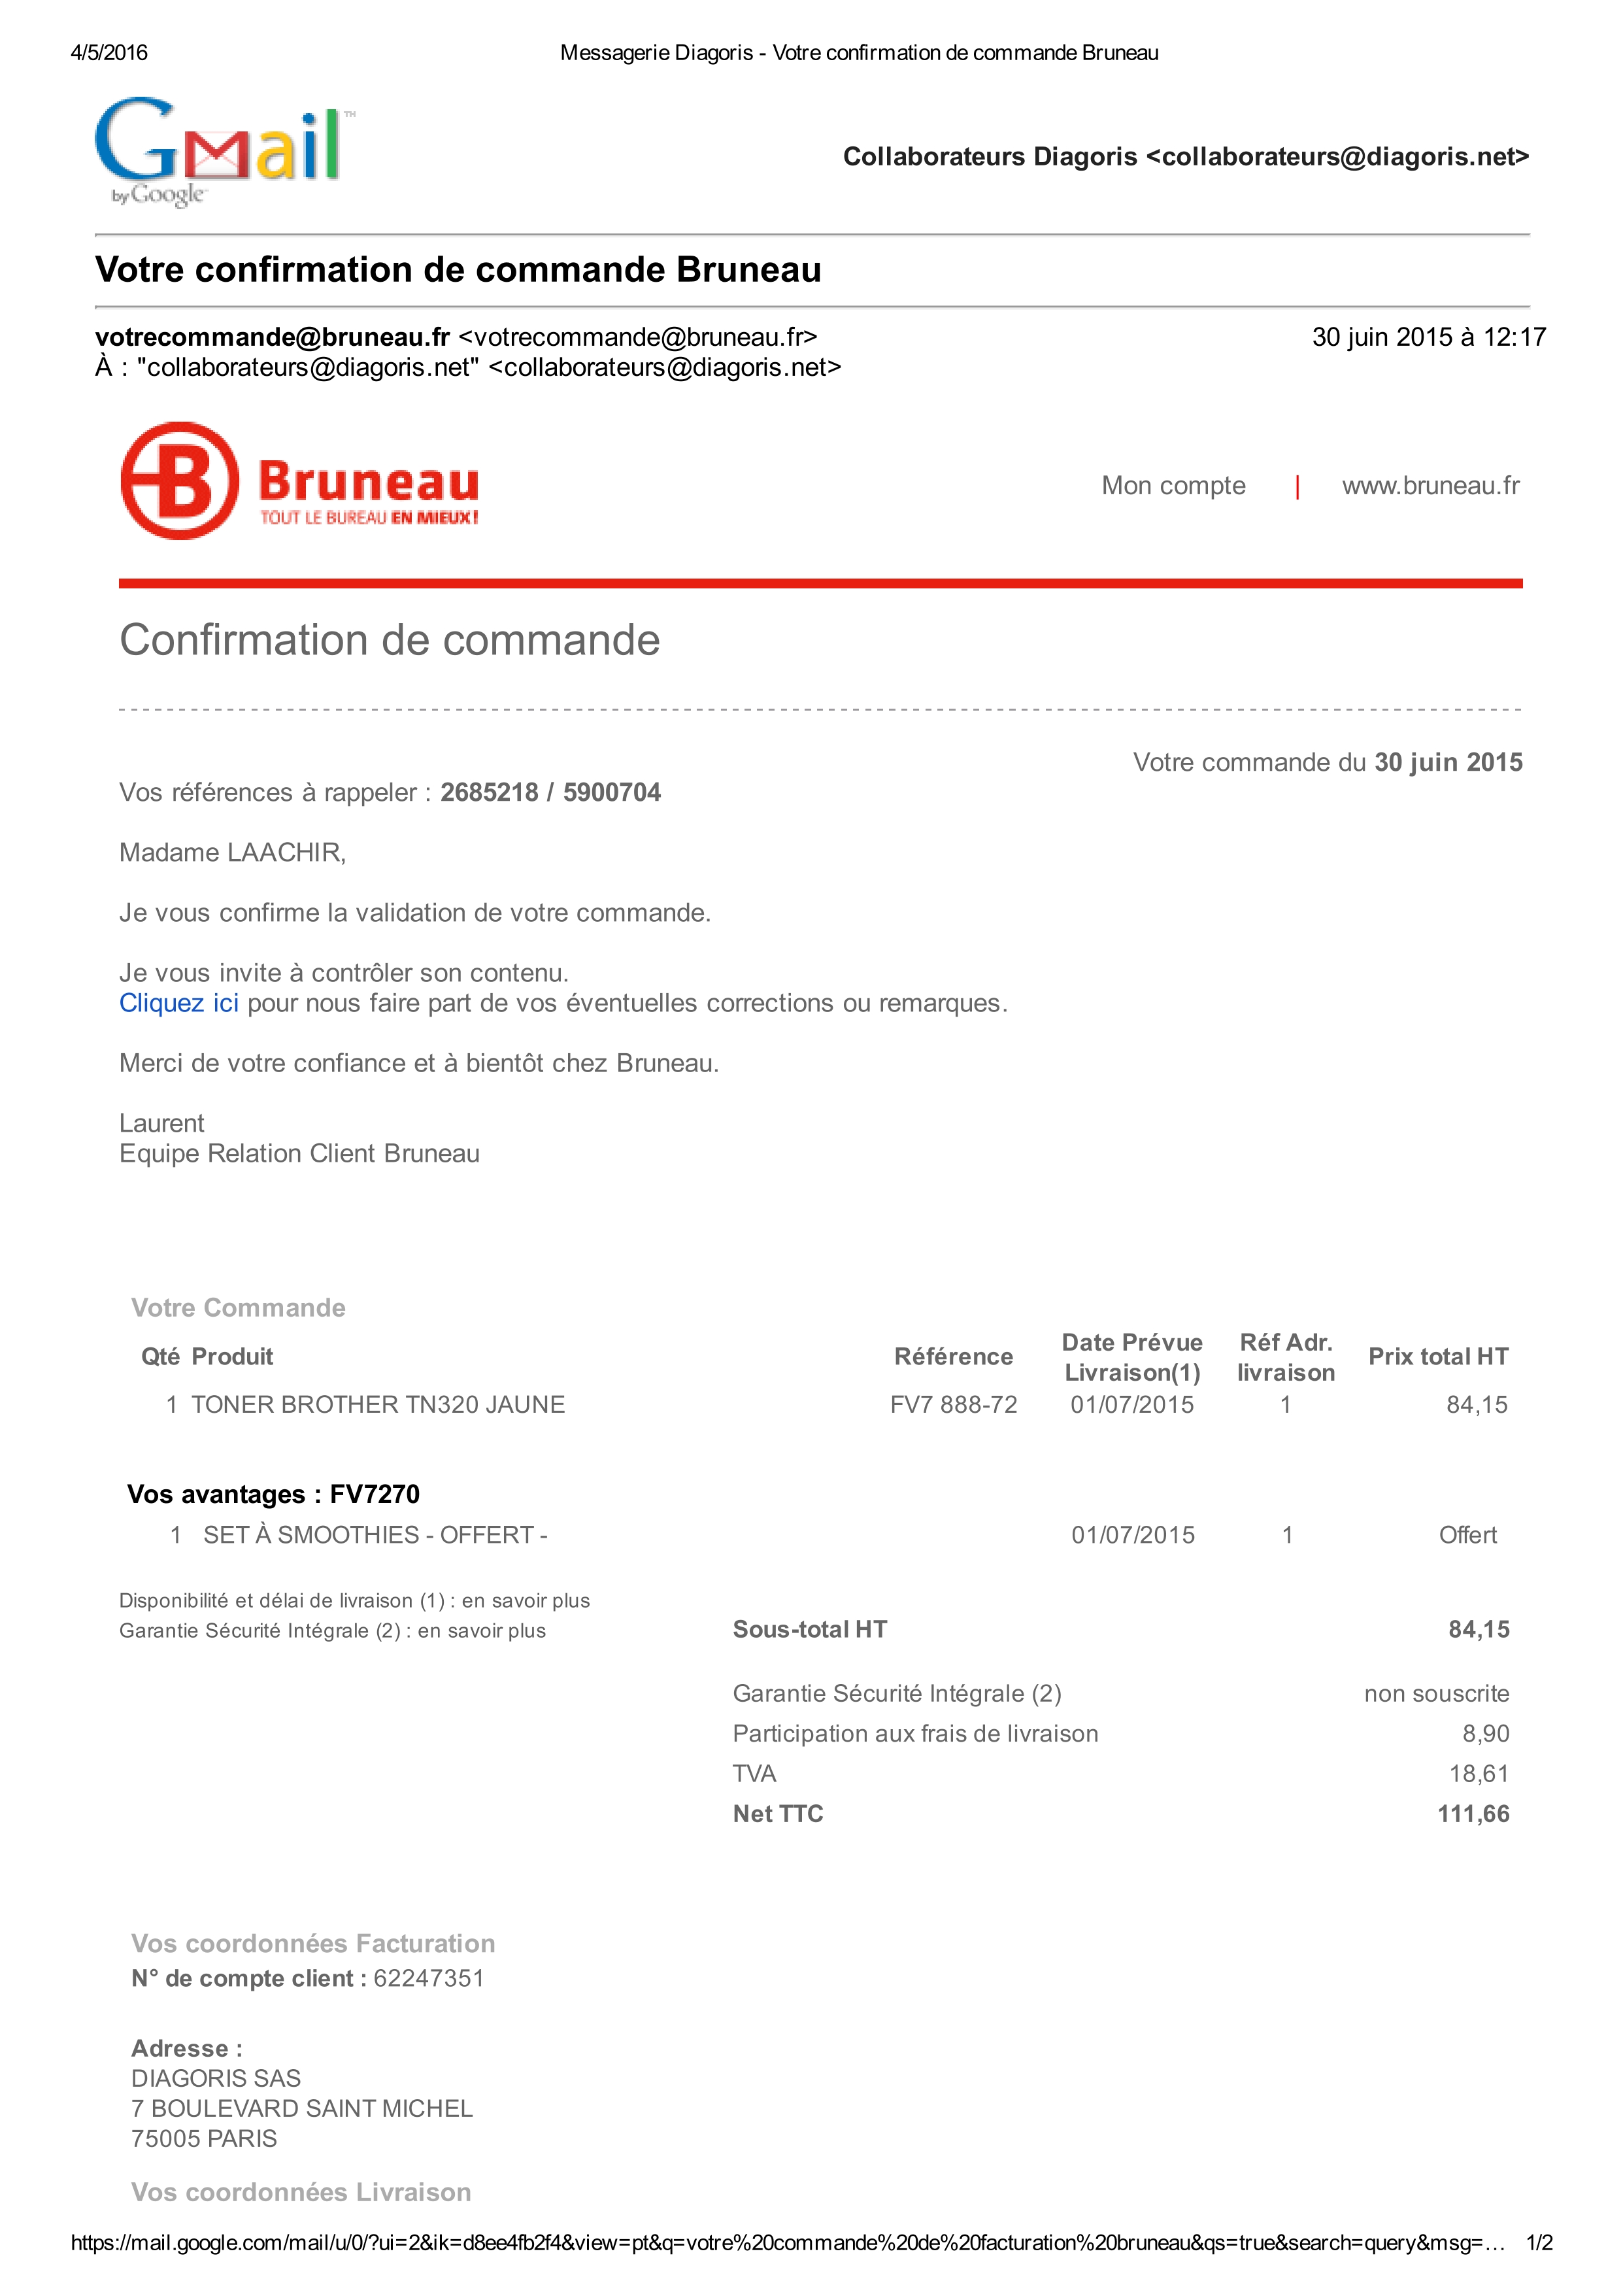 4/5/2016 Messagerie Diagoris - Votre confirmation de commande Bruneau
Gmail™
by Google™
Collaborateurs Diagoris <collaborateurs@diagoris.net>
Votre confirmation de commande Bruneau
votrecommande@bruneau.fr <votrecommande@bruneau.fr> 30 juin 2015 à 12:17
À : "collaborateurs@diagoris.net" <collaborateurs@diagoris.net>
B Bruneau
TOUT LE BUREAU EN MIEUX!
Mon compte | www.bruneau.fr
Confirmation de commande
Votre commande du 30 juin 2015
Vos références à rappeler : 2685218 / 5900704
Madame LAACHIR,
Je vous confirme la validation de votre commande.
Je vous invite à contrôler son contenu.
Cliquez ici pour nous faire part de vos éventuelles corrections ou remarques.
Merci de votre confiance et à bientôt chez Bruneau.
Laurent
Equipe Relation Client Bruneau
Votre Commande
Qté Produit Référence Date Prévue Livraison(1) Réf Adr. livraison Prix total HT
1 TONER BROTHER TN320 JAUNE FV7 888-72 01/07/2015 1 84,15
Vos avantages : FV7270
1 SET À SMOOTHIES - OFFERT - 01/07/2015 1 Offert
Disponibilité et délai de livraison (1) : en savoir plus
Garantie Sécurité Intégrale (2) : en savoir plus
Sous-total HT 84,15
Garantie Sécurité Intégrale (2) non souscrite
Participation aux frais de livraison 8,90
TVA 18,61
Net TTC 111,66
Vos coordonnées Facturation
N° de compte client : 62247351
Adresse :
DIAGORIS SAS
7 BOULEVARD SAINT MICHEL
75005 PARIS
Vos coordonnées Livraison
https://mail.google.com/mail/u/0/?ui=2&ik=d8ee4fb2f4&view=pt&q=votre%20commande%20de%20facturation%20bruneau&qs=true&search=query&msg=… 1/2